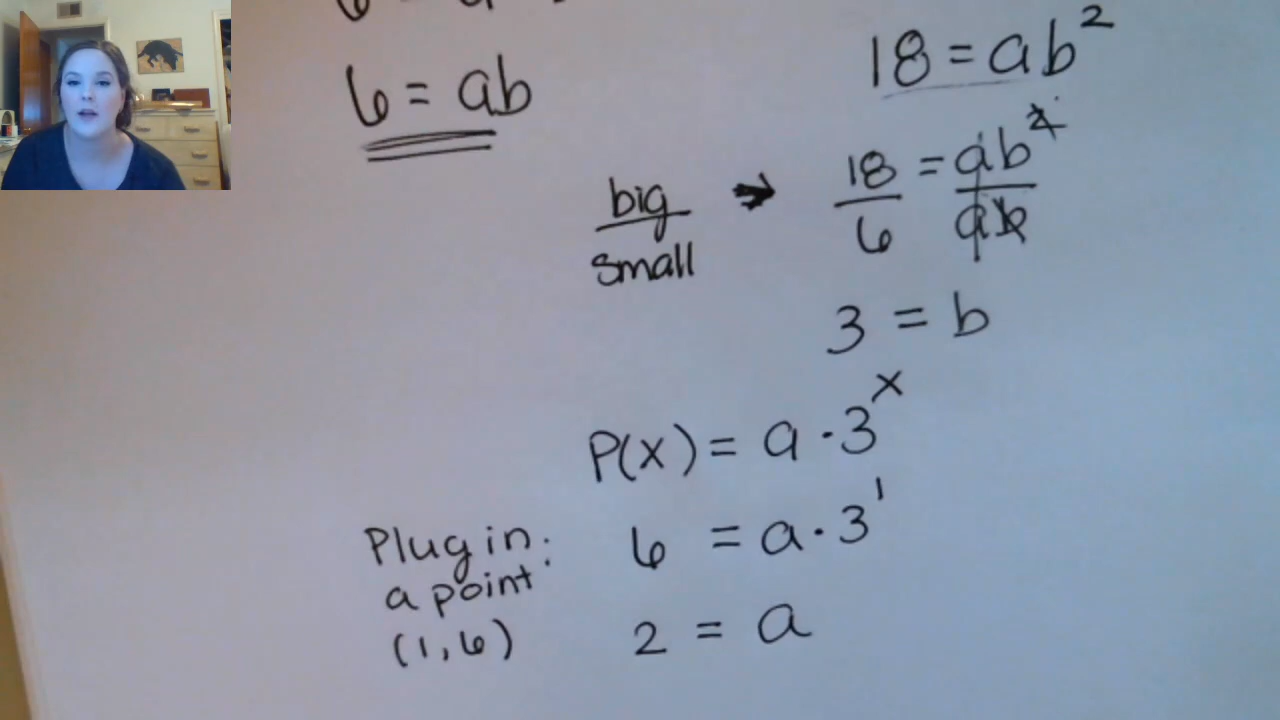 6 = ab
18 = ab²
big
small
→
18 = ab²
6 ab
3 = b
P(x) = a · 3ˣ
Plug in:
a point
(1, 6)
6 = a · 3¹
2 = a